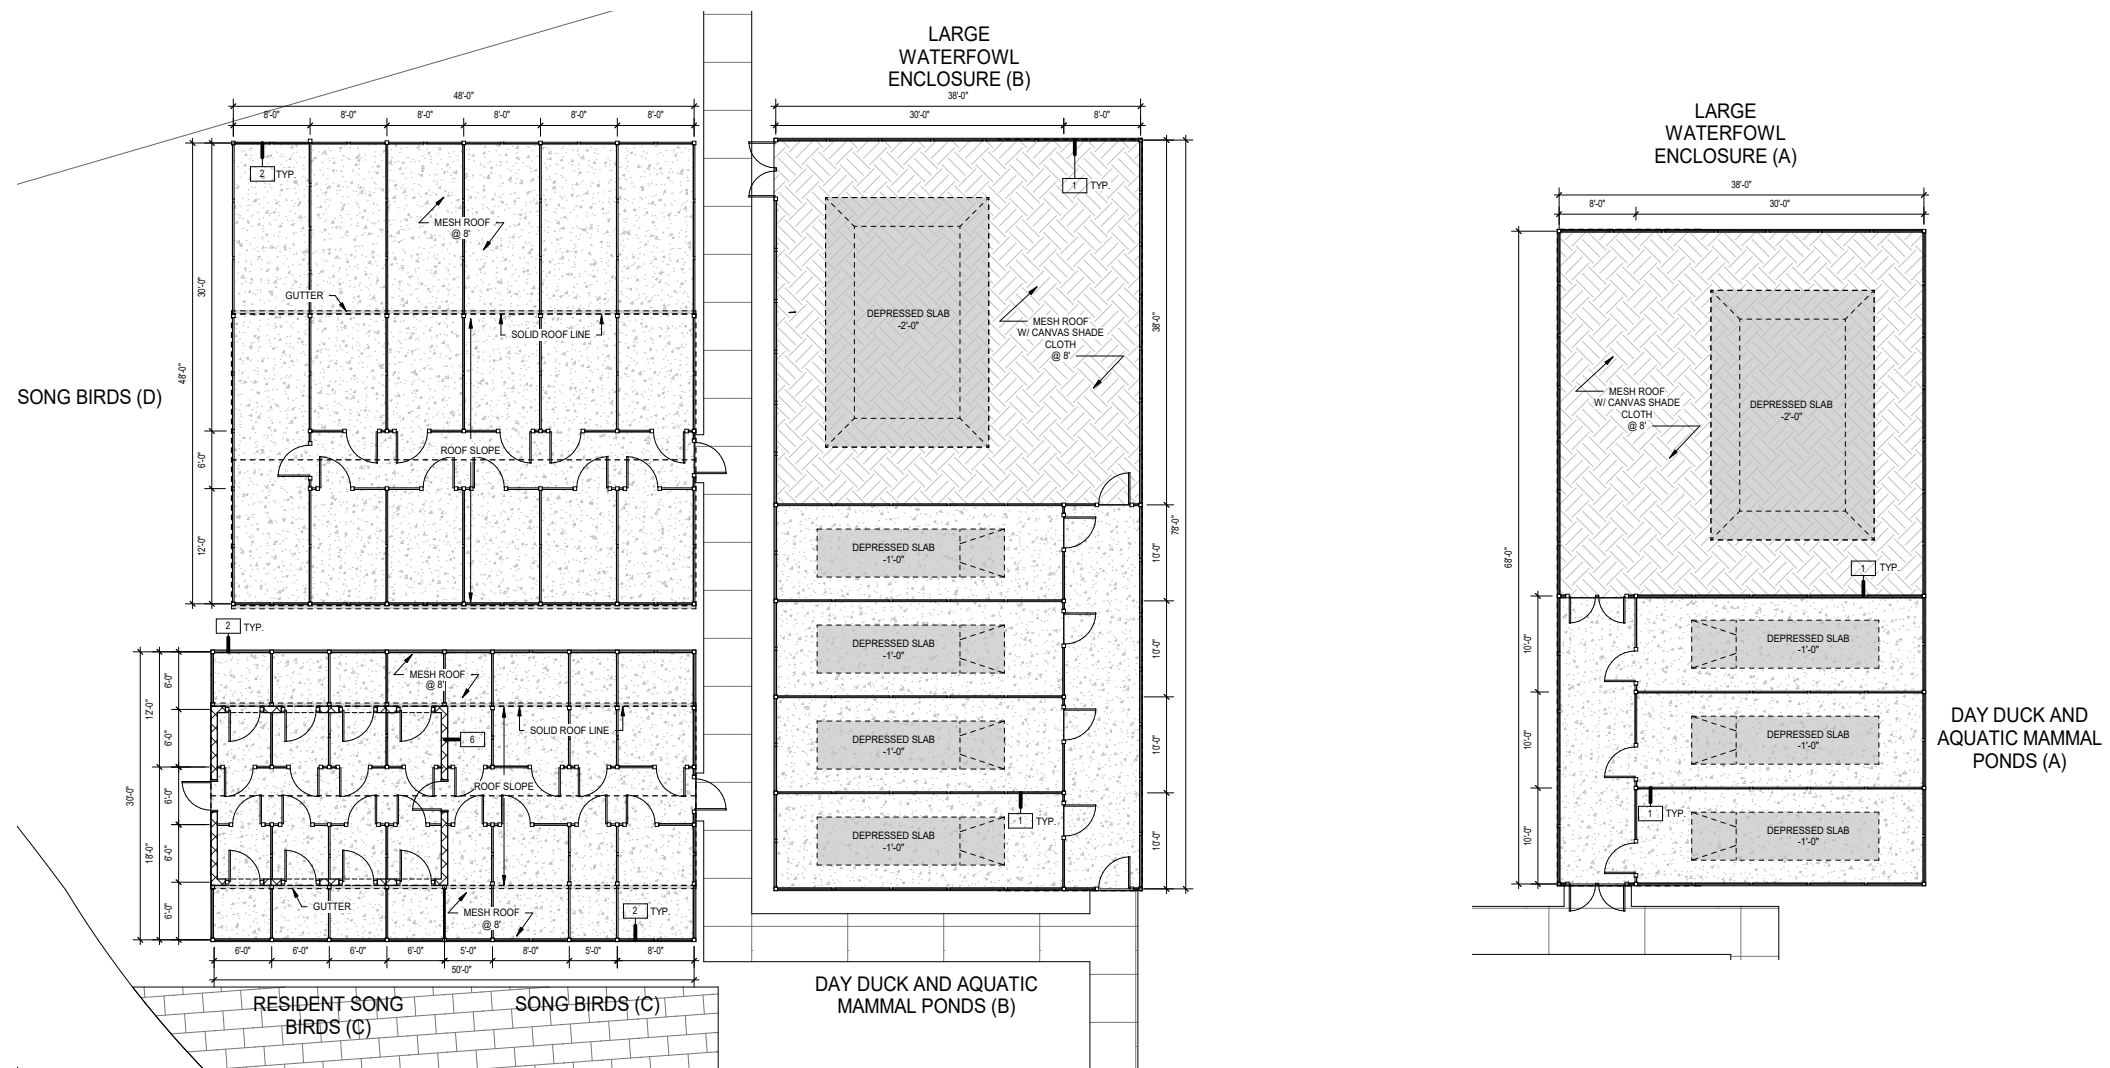 LARGE
WATERFOWL
ENCLOSURE (B)
48'-0"
8'-0"
8'-0"
8'-0"
8'-0"
8'-0"
8'-0"
38'-0"
30'-0"
8'-0"
2
TYP.
MESH ROOF
@ 8'
GUTTER
SOLID ROOF LINE
ROOF SLOPE
30'-0"
48'-0"
6'-0"
12'-0"
SONG BIRDS (D)
1
TYP.
DEPRESSED SLAB
-2'-0"
MESH ROOF
W/ CANVAS SHADE
CLOTH
@ 8'
38'-0"
78'-0"
DEPRESSED SLAB
-1'-0"
10'-0"
DEPRESSED SLAB
-1'-0"
10'-0"
DEPRESSED SLAB
-1'-0"
10'-0"
DEPRESSED SLAB
-1'-0"
10'-0"
1
TYP.
DAY DUCK AND AQUATIC
MAMMAL PONDS (B)
2
TYP.
MESH ROOF
@ 8'
SOLID ROOF LINE
6
ROOF SLOPE
6'-0"
12'-0"
6'-0"
30'-0"
6'-0"
18'-0"
6'-0"
6'-0"
GUTTER
MESH ROOF
@ 8'
2
TYP.
6'-0"
6'-0"
6'-0"
6'-0"
5'-0"
8'-0"
5'-0"
8'-0"
50'-0"
RESIDENT SONG
BIRDS (C)
SONG BIRDS (C)
LARGE
WATERFOWL
ENCLOSURE (A)
38'-0"
8'-0"
30'-0"
MESH ROOF
W/ CANVAS SHADE
CLOTH
@ 8'
DEPRESSED SLAB
-2'-0"
1
TYP.
68'-0"
10'-0"
DEPRESSED SLAB
-1'-0"
10'-0"
DEPRESSED SLAB
-1'-0"
1
TYP.
10'-0"
DEPRESSED SLAB
-1'-0"
DAY DUCK AND
AQUATIC MAMMAL
PONDS (A)